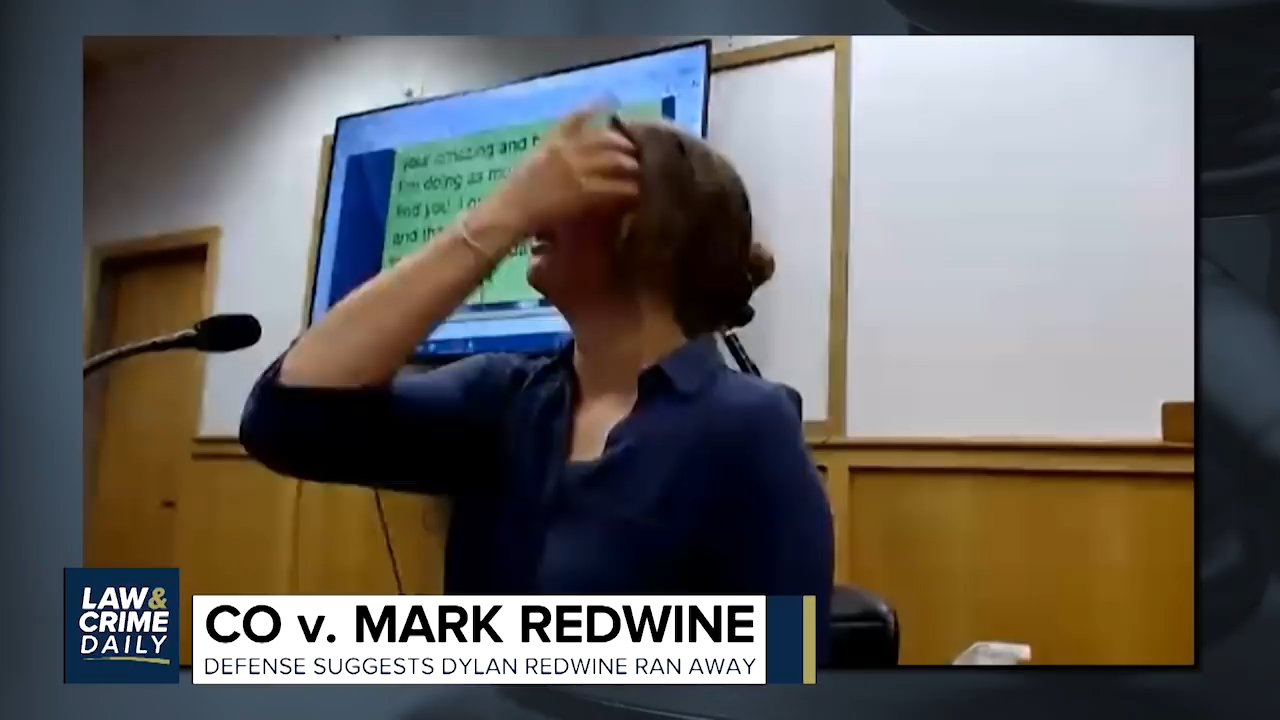 your amazing and
I'm doing as
find you. I
and
LAW&
CRIME
DAILY
CO v. MARK REDWINE
DEFENSE SUGGESTS DYLAN REDWINE RAN AWAY